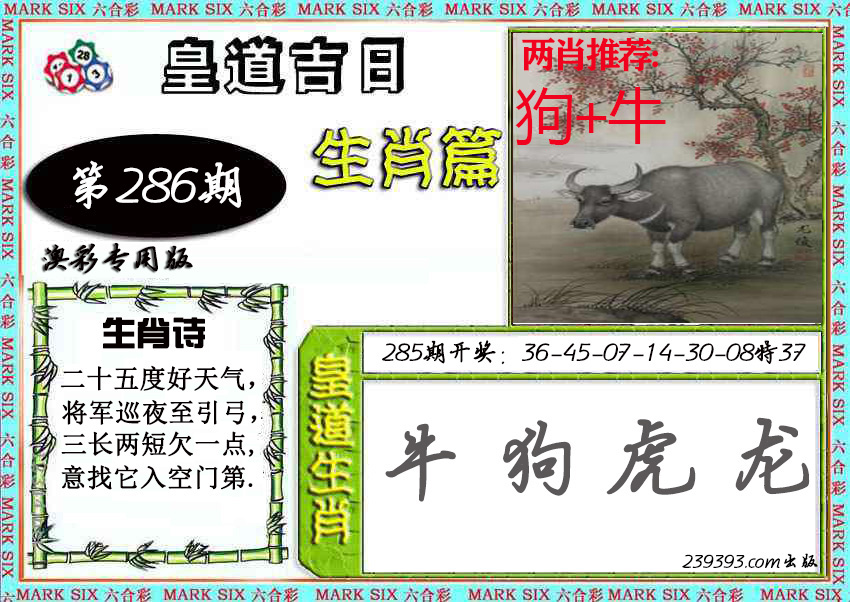 MARK SIX 六合彩 MARK SIX 六合彩 MARK SIX 六合彩 MARK SIX 六合彩 MARK SIX 六合彩 MARK SIX 六合彩
28
1
3
皇道吉日
两肖推荐:
狗+牛
生肖篇
第286期
澳彩专用版
生肖诗
二十五度好天气，
将军巡夜至引弓，
三长两短欠一点，
意找它入空门第.
285期开奖：36-45-07-14-30-08特37
皇道生肖
牛 狗 虎 龙
239393.com出版
MARK SIX 六合彩 MARK SIX 六合彩 MARK SIX 六合彩 MARK SIX 六合彩 MARK SIX 六合彩 MARK SIX 六合彩